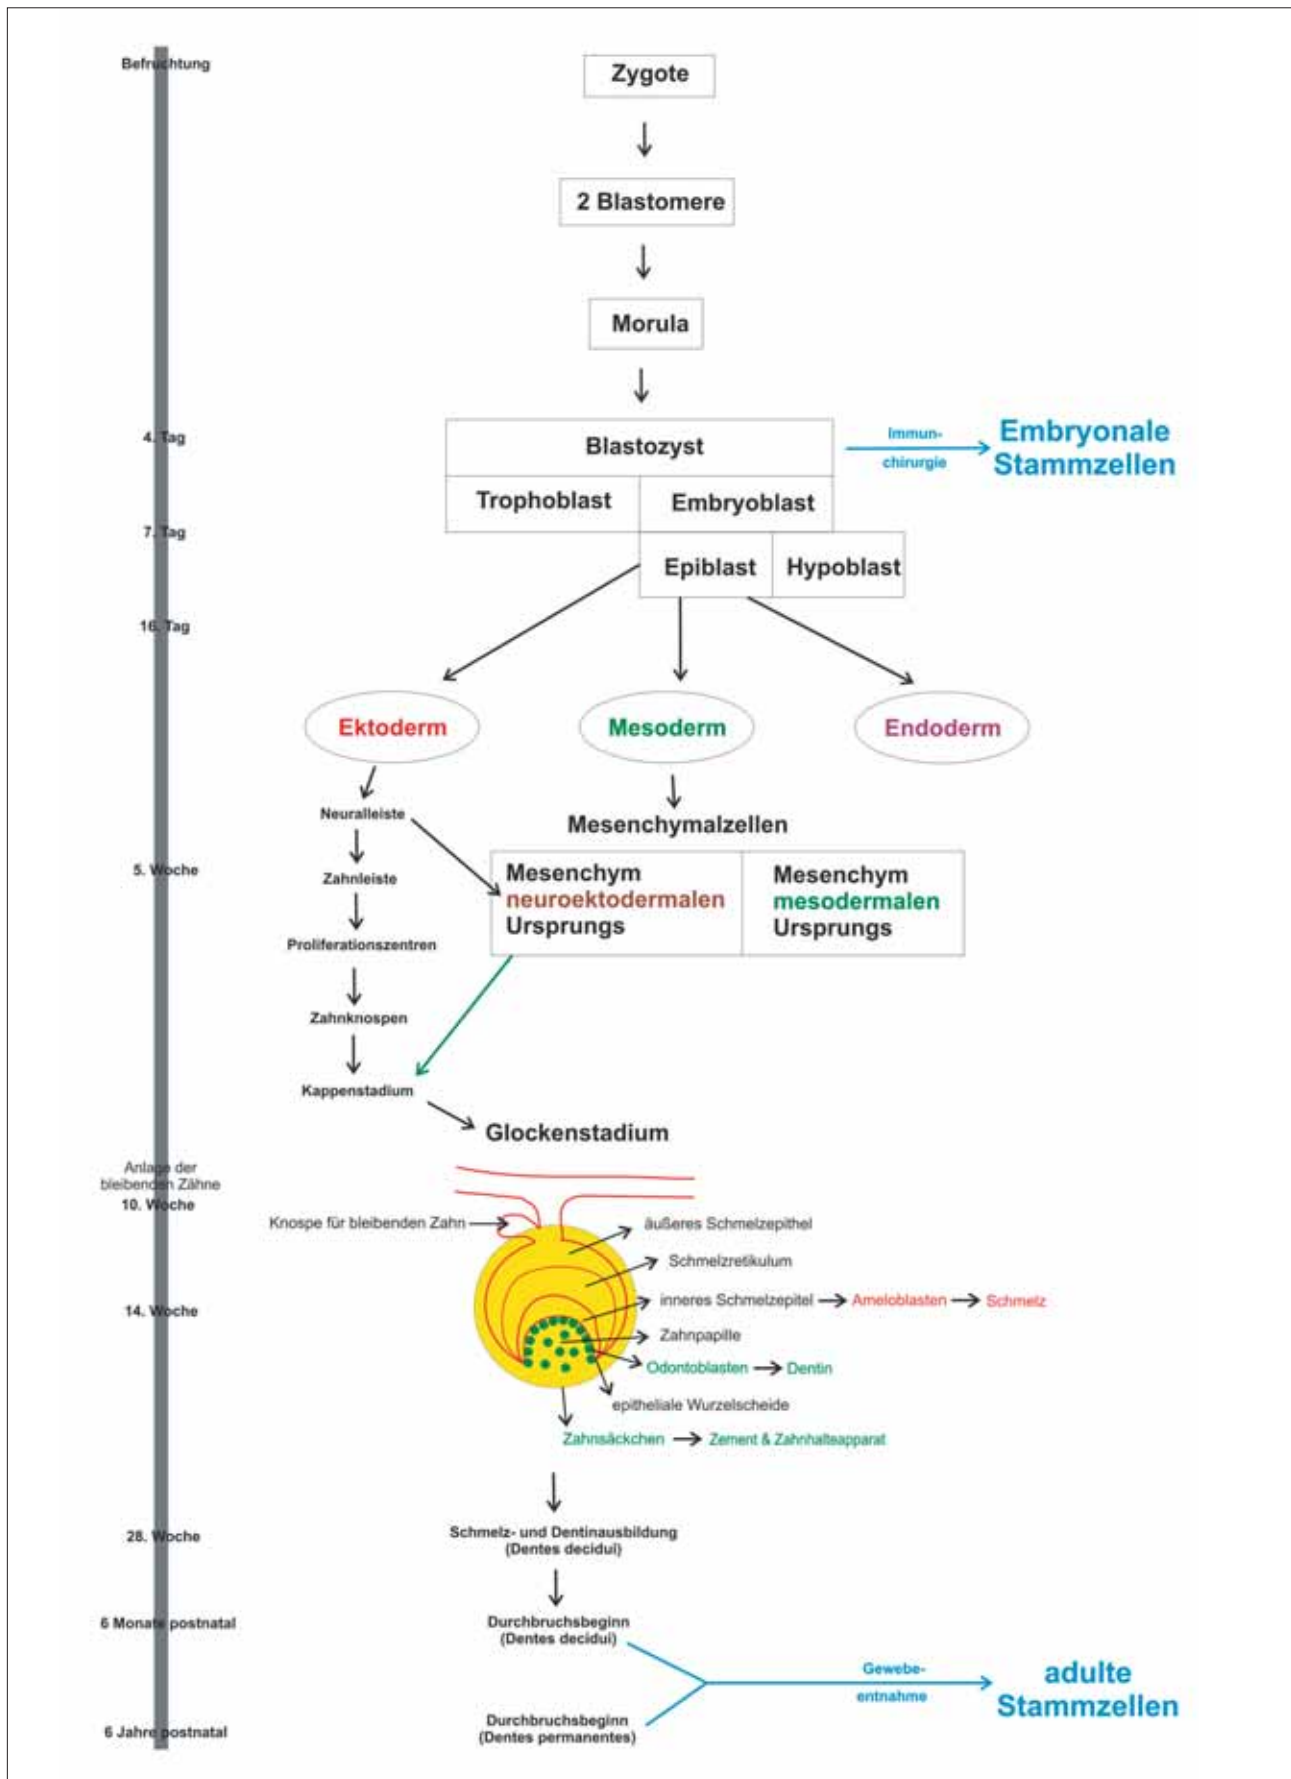 Befruchtung
Zygote
2 Blastomere
Morula
4. Tag
Blastozyst
Immun-
chirurgie
Embryonale
Stammzellen
Trophoblast
Embryoblast
7. Tag
Epiblast
Hypoblast
16. Tag
Ektoderm
Mesoderm
Endoderm
Neuralleiste
Mesenchymalzellen
5. Woche
Zahnleiste
Mesenchym
neuroektodermalen
Ursprungs
Mesenchym
mesodermalen
Ursprungs
Proliferationszentren
Zahnknospen
Kappenstadium
Glockenstadium
Anlage der
bleibenden Zähne
10. Woche
Knospe für bleibenden Zahn
äußeres Schmelzepithel
Schmelzretikulum
14. Woche
inneres Schmelzepitel
Ameloblasten
Schmelz
Zahnpapille
Odontoblasten
Dentin
epitheliale Wurzelscheide
Zahnsäckchen
Zement & Zahnhalteapparat
28. Woche
Schmelz- und Dentinausbildung
(Dentes decidui)
6 Monate postnatal
Durchbruchsbeginn
(Dentes decidui)
Gewebe-
entnahme
adulte
Stammzellen
6 Jahre postnatal
Durchbruchsbeginn
(Dentes permanentes)